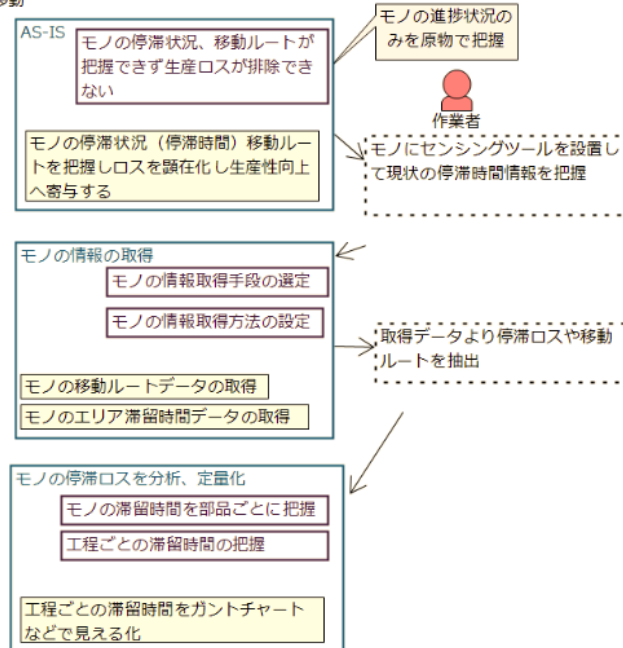 移動
AS-IS
モノの停滞状況、移動ルートが
把握できず生産ロスが排除でき
ない
モノの進捗状況の
みを原物で把握
作業者
モノの停滞状況（停滞時間）移動ルー
トを把握しロスを顕在化し生産性向上
へ寄与する
モノにセンシングツールを設置し
て現状の停滞時間情報を把握
モノの情報の取得
モノの情報取得手段の選定
モノの情報取得方法の設定
取得データより停滞ロスや移動
ルートを抽出
モノの移動ルートデータの取得
モノのエリア滞留時間データの取得
モノの停滞ロスを分析、定量化
モノの滞留時間を部品ごとに把握
工程ごとの滞留時間の把握
工程ごとの滞留時間をガントチャート
などで見える化